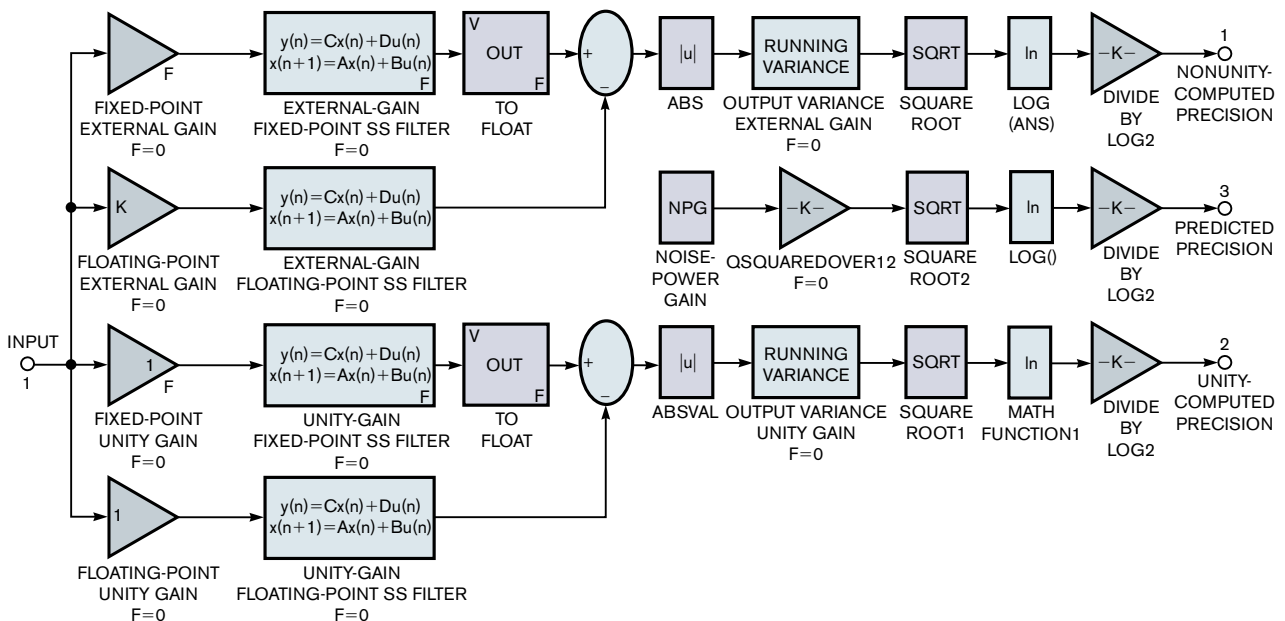 F
FIXED-POINT
EXTERNAL GAIN
F=0
y(n)=Cx(n)+Du(n)
x(n+1)=Ax(n)+Bu(n)
F
EXTERNAL-GAIN
FIXED-POINT SS FILTER
F=0
V
OUT
F
TO
FLOAT
+
−
|u|
ABS
RUNNING
VARIANCE
OUTPUT VARIANCE
EXTERNAL GAIN
F=0
SQRT
SQUARE
ROOT
ln
LOG
(ANS)
−K−
DIVIDE
BY
LOG2
1
NONUNITY-
COMPUTED
PRECISION
K
FLOATING-POINT
EXTERNAL GAIN
F=0
y(n)=Cx(n)+Du(n)
x(n+1)=Ax(n)+Bu(n)
EXTERNAL-GAIN
FLOATING-POINT SS FILTER
F=0
NPG
NOISE-
POWER
GAIN
−K−
QSQUAREDOVER12
F=0
SQRT
SQUARE
ROOT2
ln
LOG()
−K−
DIVIDE
BY
LOG2
3
PREDICTED
PRECISION
INPUT
1
1
F
FIXED-POINT
UNITY GAIN
F=0
y(n)=Cx(n)+Du(n)
x(n+1)=Ax(n)+Bu(n)
F
UNITY-GAIN
FIXED-POINT SS FILTER
F=0
V
OUT
F
TO
FLOAT
+
−
|u|
ABSVAL
RUNNING
VARIANCE
OUTPUT VARIANCE
UNITY GAIN
F=0
SQRT
SQUARE
ROOT1
ln
MATH
FUNCTION1
−K−
DIVIDE
BY
LOG2
2
UNITY-
COMPUTED
PRECISION
1
FLOATING-POINT
UNITY GAIN
F=0
y(n)=Cx(n)+Du(n)
x(n+1)=Ax(n)+Bu(n)
UNITY-GAIN
FLOATING-POINT SS FILTER
F=0